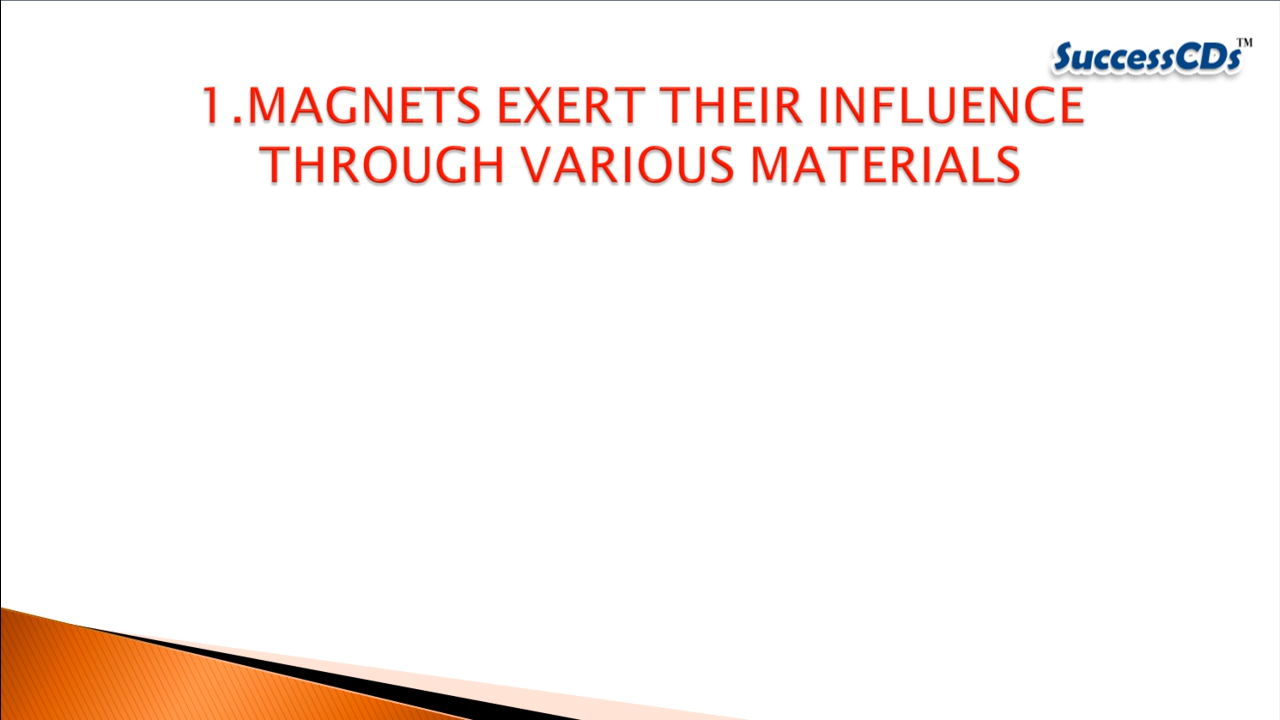 SuccessCDs™
1.MAGNETS EXERT THEIR INFLUENCE
THROUGH VARIOUS MATERIALS